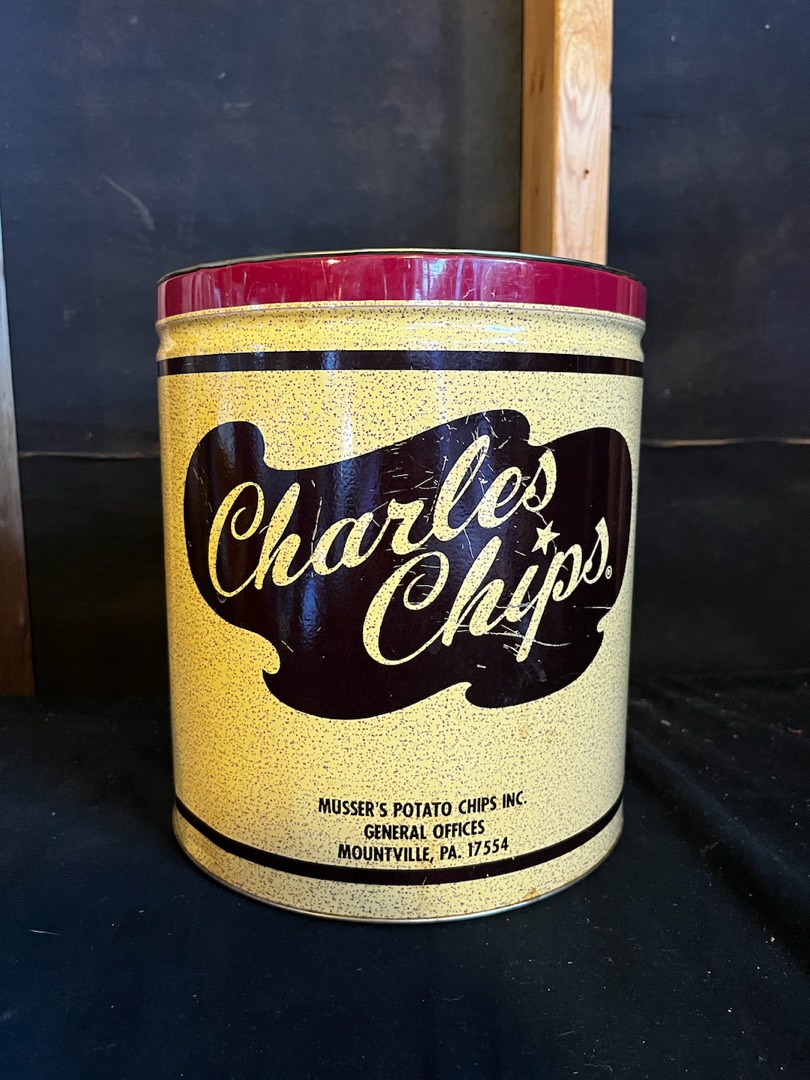 Charles
Chips®
MUSSER'S POTATO CHIPS INC.
GENERAL OFFICES
MOUNTVILLE, PA. 17554